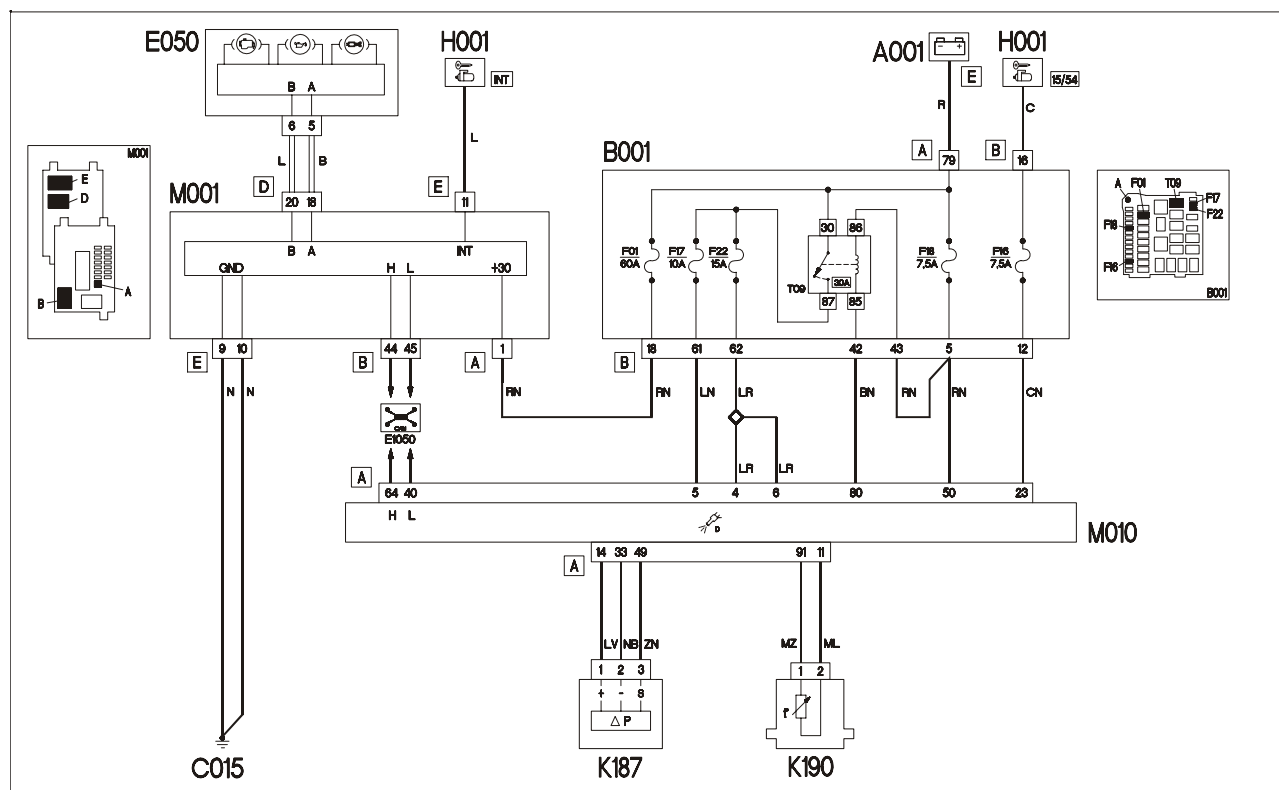 E050
H001
A001
H001
INT
E
15/54
B A
6 5
R
C
L
L
B
B001
A
79
B
16
M001
E
D
M001
D
20 18
E
11
A F01 T09
F17
F22
F18
F16
B001
30 86
B A
INT
F01
60A
F17
10A
F22
15A
F18
7,5A
F16
7,5A
T09
30A
87 85
GND
H L
+30
B
A
E
9 10
B
44 45
A
1
B
18 61 62 42 43 5 12
N N
RN
RN
LN
LR
BN
RN
RN
CN
CAN
E1050
LR
LR
A
64 40 5 4 6 80 50 23
H L
D
M010
A
14 33 49 91 11
LV NB ZN
MZ ML
1 2 3
1 2
+ - S
△ P
t°
C015
K187
K190